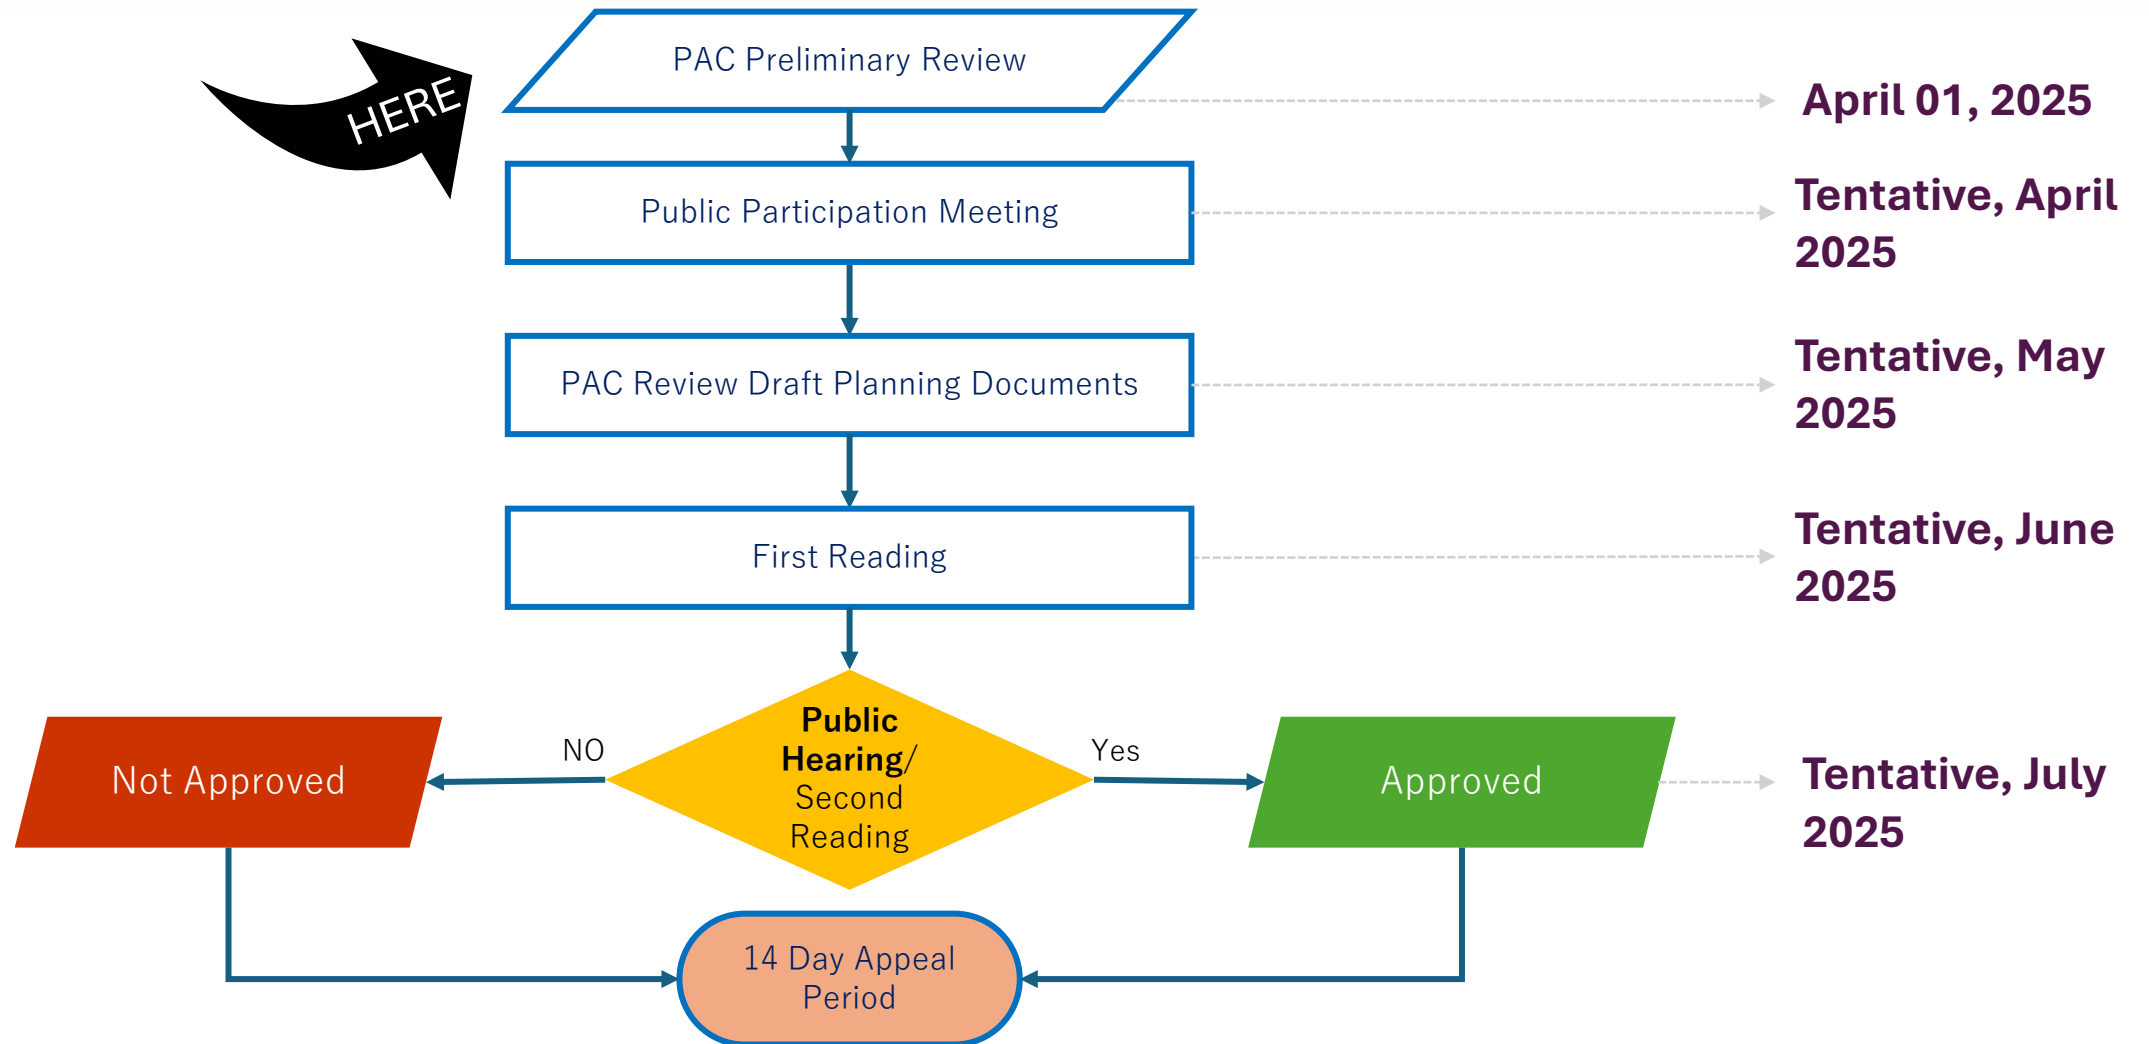 PAC Preliminary Review
HERE
April 01, 2025
Public Participation Meeting
Tentative, April
2025
PAC Review Draft Planning Documents
Tentative, May
2025
First Reading
Tentative, June
2025
Not Approved
NO
Public
Hearing/
Second
Reading
Yes
Approved
Tentative, July
2025
14 Day Appeal
Period